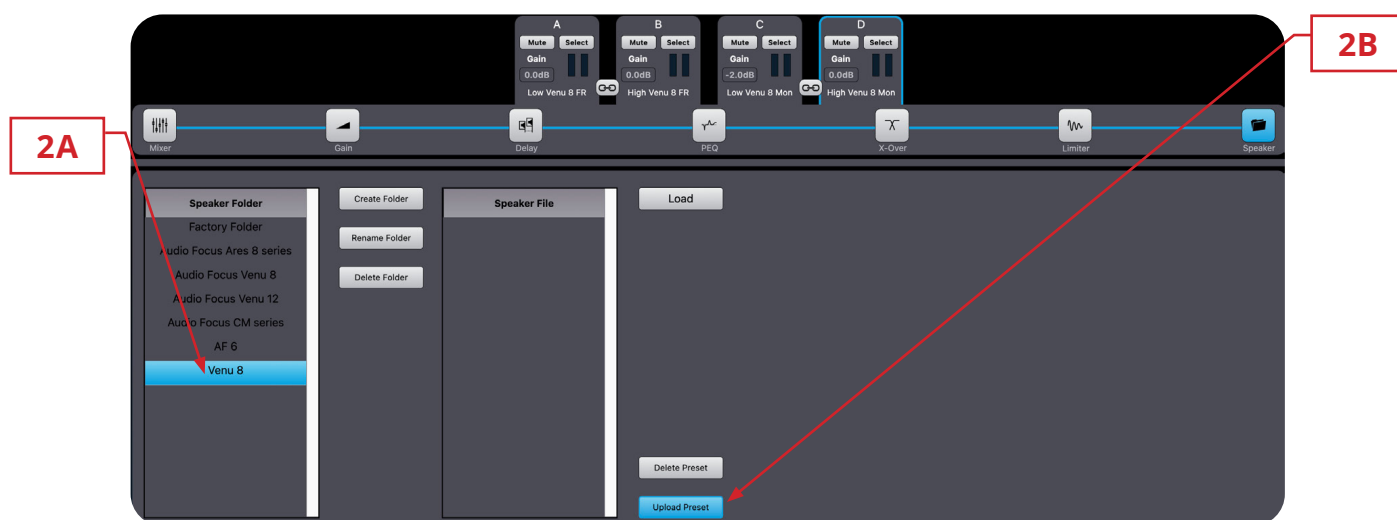 A B C D
Mute Select Mute Select Mute Select Mute Select
Gain Gain Gain Gain
0.0dB 0.0dB -2.0dB 0.0dB
Low Venu 8 FR High Venu 8 FR Low Venu 8 Mon High Venu 8 Mon
2B
2A
Mixer Gain Delay PEQ X-Over Limiter Speaker
Speaker Folder
Factory Folder
Audio Focus Ares 8 series
Audio Focus Venu 8
Audio Focus Venu 12
Audio Focus CM series
AF 6
Venu 8
Create Folder
Rename Folder
Delete Folder
Speaker File
Load
Delete Preset
Upload Preset